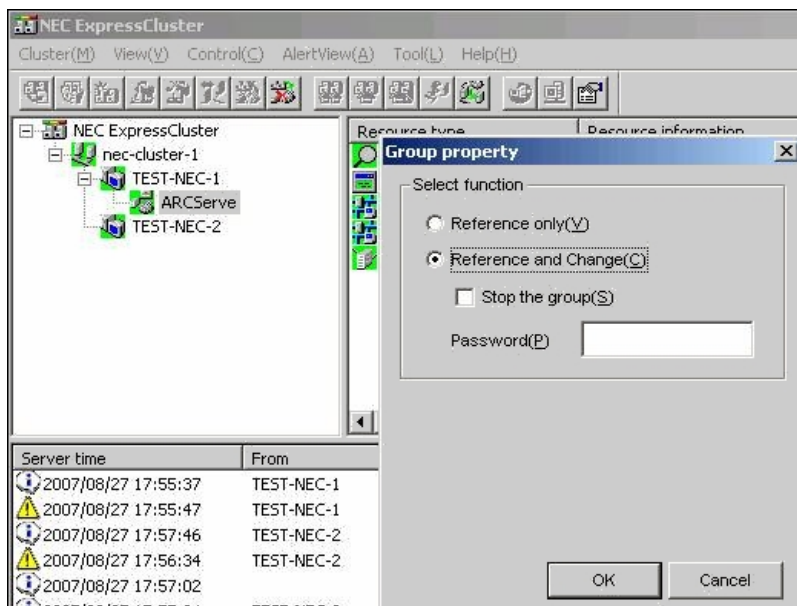 NEC ExpressCluster
Cluster(M) View(V) Control(C) AlertView(A) Tool(L) Help(H)
NEC ExpressCluster
nec-cluster-1
TEST-NEC-1
ARCServe
TEST-NEC-2
Resource type Resource information
Group property
Select function
Reference only(V)
Reference and Change(C)
Stop the group(S)
Password(P)
OK Cancel
Server time From
2007/08/27 17:55:37 TEST-NEC-1
2007/08/27 17:55:47 TEST-NEC-1
2007/08/27 17:57:46 TEST-NEC-2
2007/08/27 17:56:34 TEST-NEC-2
2007/08/27 17:57:02